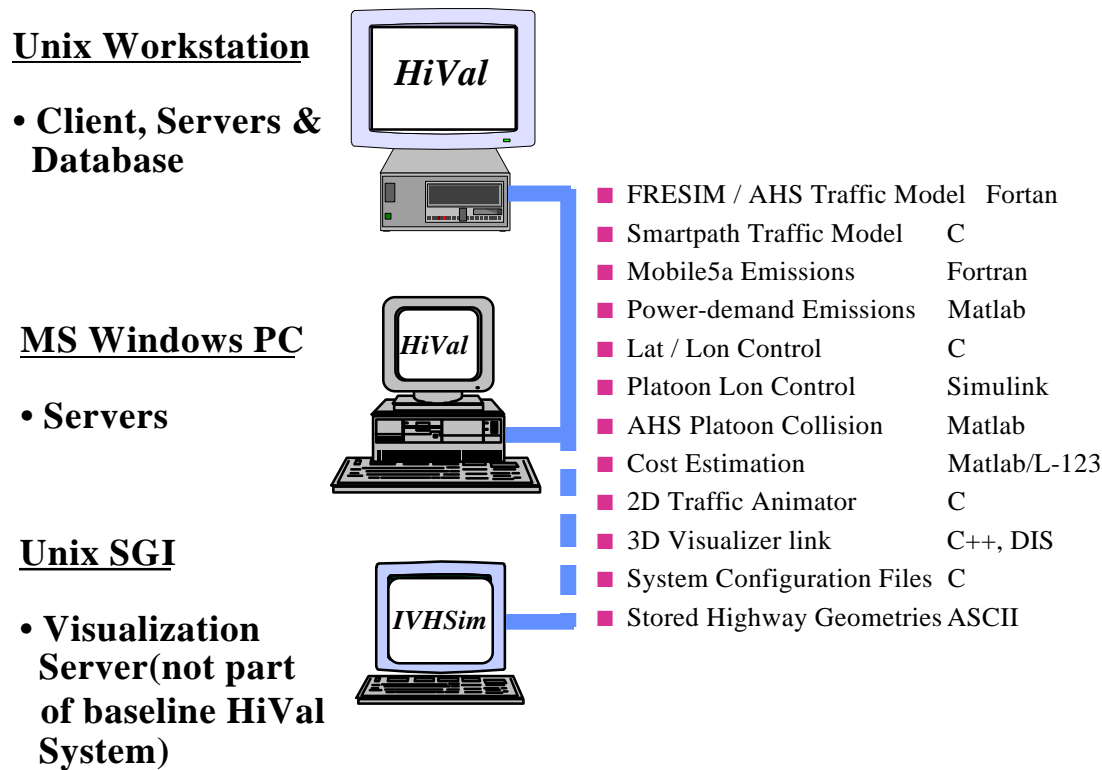 Unix Workstation
• Client, Servers &
Database
HiVal
MS Windows PC
• Servers
HiVal
Unix SGI
• Visualization
Server(not part
of baseline HiVal
System)
IVHSim
■ FRESIM / AHS Traffic Model Fortan
■ Smartpath Traffic Model C
■ Mobile5a Emissions Fortran
■ Power-demand Emissions Matlab
■ Lat / Lon Control C
■ Platoon Lon Control Simulink
■ AHS Platoon Collision Matlab
■ Cost Estimation Matlab/L-123
■ 2D Traffic Animator C
■ 3D Visualizer link C++, DIS
■ System Configuration Files C
■ Stored Highway Geometries ASCII